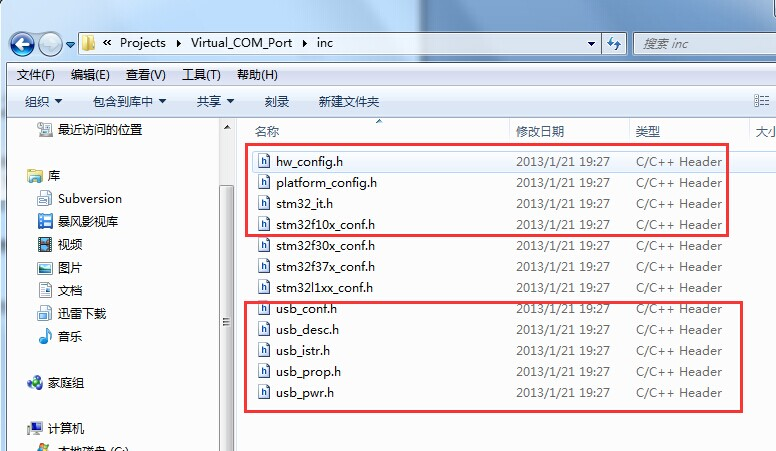 Projects Virtual_COM_Port inc 搜索 inc
文件(F) 编辑(E) 查看(V) 工具(T) 帮助(H)
组织 包含到库中 共享 刻录 新建文件夹
最近访问的位置
库
Subversion
暴风影视库
视频
图片
文档
迅雷下载
音乐
家庭组
计算机
本地磁盘 (C:)
名称 修改日期 类型 大小
hw_config.h 2013/1/21 19:27 C/C++ Header
platform_config.h 2013/1/21 19:27 C/C++ Header
stm32_it.h 2013/1/21 19:27 C/C++ Header
stm32f10x_conf.h 2013/1/21 19:27 C/C++ Header
stm32f30x_conf.h 2013/1/21 19:27 C/C++ Header
stm32f37x_conf.h 2013/1/21 19:27 C/C++ Header
stm32l1xx_conf.h 2013/1/21 19:27 C/C++ Header
usb_conf.h 2013/1/21 19:27 C/C++ Header
usb_desc.h 2013/1/21 19:27 C/C++ Header
usb_istr.h 2013/1/21 19:27 C/C++ Header
usb_prop.h 2013/1/21 19:27 C/C++ Header
usb_pwr.h 2013/1/21 19:27 C/C++ Header